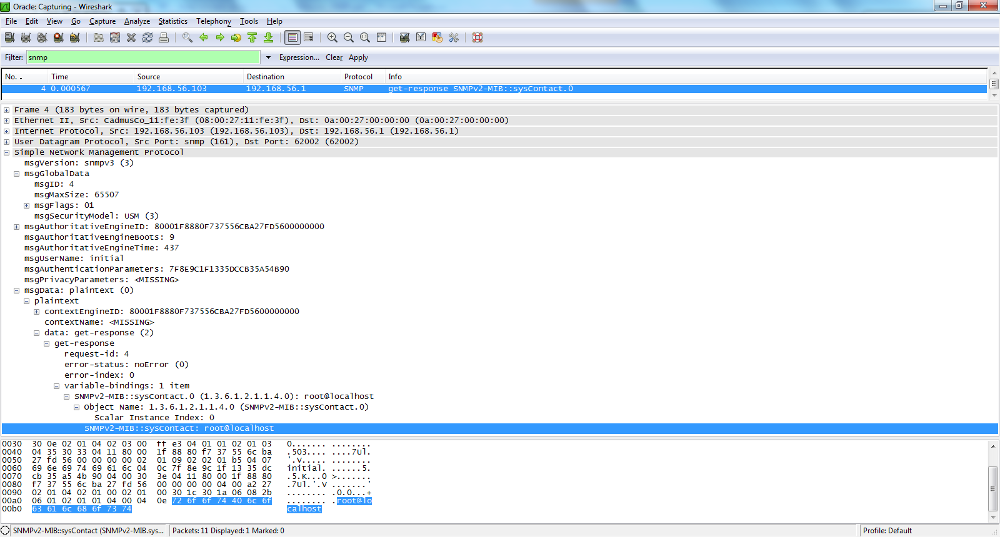 Oracle: Capturing - Wireshark
File Edit View Go Capture Analyze Statistics Telephony Tools Help
Filter: snmp Expression... Clear Apply
No. . Time Source Destination Protocol Info
4 0.000567 192.168.56.103 192.168.56.1 SNMP get-response SNMPv2-MIB::sysContact.0
Frame 4 (183 bytes on wire, 183 bytes captured)
Ethernet II, Src: CadmusCo_11:fe:3f (08:00:27:11:fe:3f), Dst: 0a:00:27:00:00:00 (0a:00:27:00:00:00)
Internet Protocol, Src: 192.168.56.103 (192.168.56.103), Dst: 192.168.56.1 (192.168.56.1)
User Datagram Protocol, Src Port: snmp (161), Dst Port: 62002 (62002)
Simple Network Management Protocol
msgVersion: snmpv3 (3)
msgGlobalData
msgID: 4
msgMaxSize: 65507
msgFlags: 01
msgSecurityModel: USM (3)
msgAuthoritativeEngineID: 80001F8880F737556CBA27FD5600000000
msgAuthoritativeEngineBoots: 9
msgAuthoritativeEngineTime: 437
msgUserName: initial
msgAuthenticationParameters: 7F8E9C1F1335DCCB35A54B90
msgPrivacyParameters: <MISSING>
msgData: plaintext (0)
plaintext
contextEngineID: 80001F8880F737556CBA27FD5600000000
contextName: <MISSING>
data: get-response (2)
get-response
request-id: 4
error-status: noError (0)
error-index: 0
variable-bindings: 1 item
SNMPv2-MIB::sysContact.0 (1.3.6.1.2.1.1.4.0): root@localhost
Object Name: 1.3.6.1.2.1.1.4.0 (SNMPv2-MIB::sysContact.0)
Scalar Instance Index: 0
SNMPv2-MIB::sysContact: root@localhost
0030 30 0e 02 01 04 02 03 00 ff e3 04 01 01 02 01 03 0....... ........
0040 04 35 30 33 04 11 80 00 1f 88 80 f7 37 55 6c ba .503.... ....7Ul.
0050 27 fd 56 00 00 00 00 02 01 09 02 02 01 b5 04 07 '.V..... ........
0060 69 6e 69 74 69 61 6c 04 0c 7f 8e 9c 1f 13 35 dc initial. ......5.
0070 cb 35 a5 4b 90 04 00 30 3e 04 11 80 00 1f 88 80 .5.K...0 >.......
0080 f7 37 55 6c ba 27 fd 56 00 00 00 00 04 00 a2 27 .7Ul.'.V .......'
0090 02 01 04 02 01 00 02 01 00 30 1c 30 1a 06 08 2b ........ .0.0...+
00a0 06 01 02 01 01 04 00 04 0e 72 6f 6f 74 40 6c 6f ........ .root@lo
00b0 63 61 6c 68 6f 73 74 calhost
SNMPv2-MIB::sysContact (SNMPv2-MIB.sys... Packets: 11 Displayed: 1 Marked: 0 Profile: Default